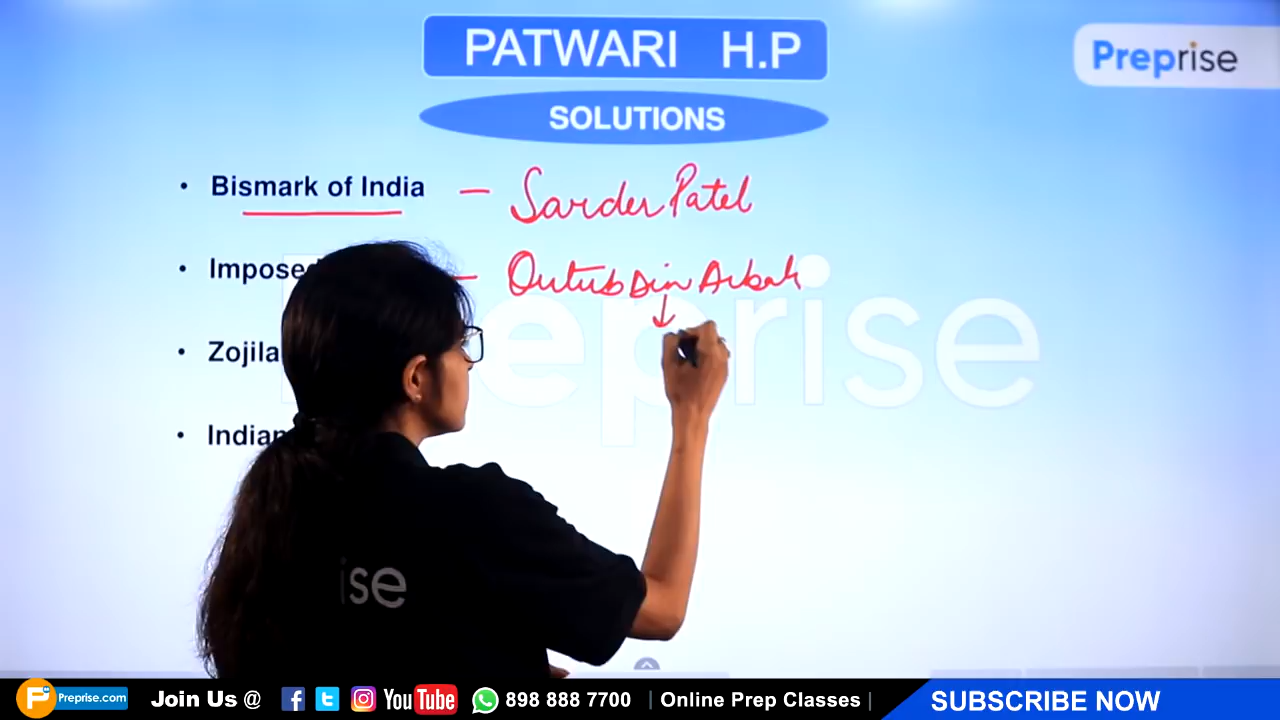 PATWARI H.P
Preprise
SOLUTIONS
• Bismark of India – Sarder Patel
• Impose – Qutub Din Aibak
• Zojila
• Indian
Preprise
ise
P Preprise.com Join Us @ f YouTube 898 888 7700 | Online Prep Classes | SUBSCRIBE NOW